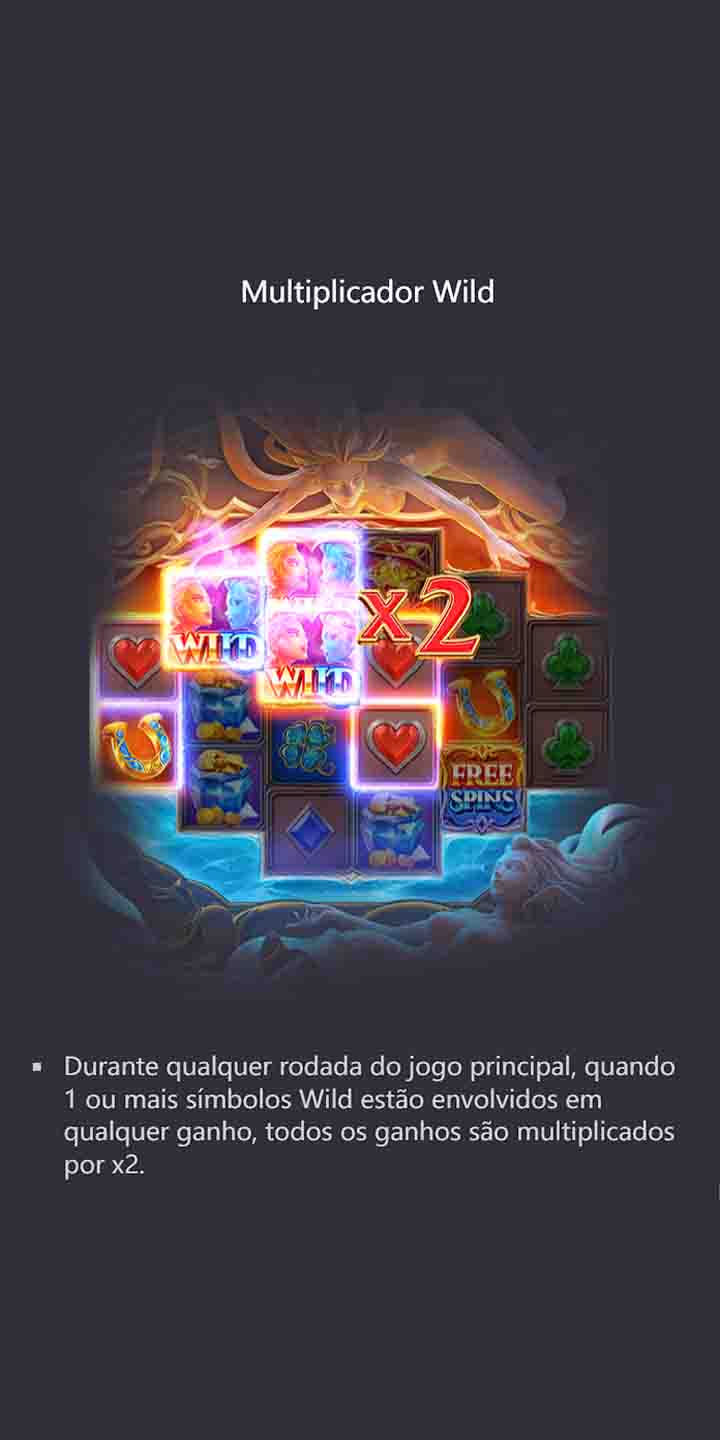 Multiplicador Wild
WILD
x2
WILD
FREE
SPINS
▪ Durante qualquer rodada do jogo principal, quando
1 ou mais símbolos Wild estão envolvidos em
qualquer ganho, todos os ganhos são multiplicados
por x2.